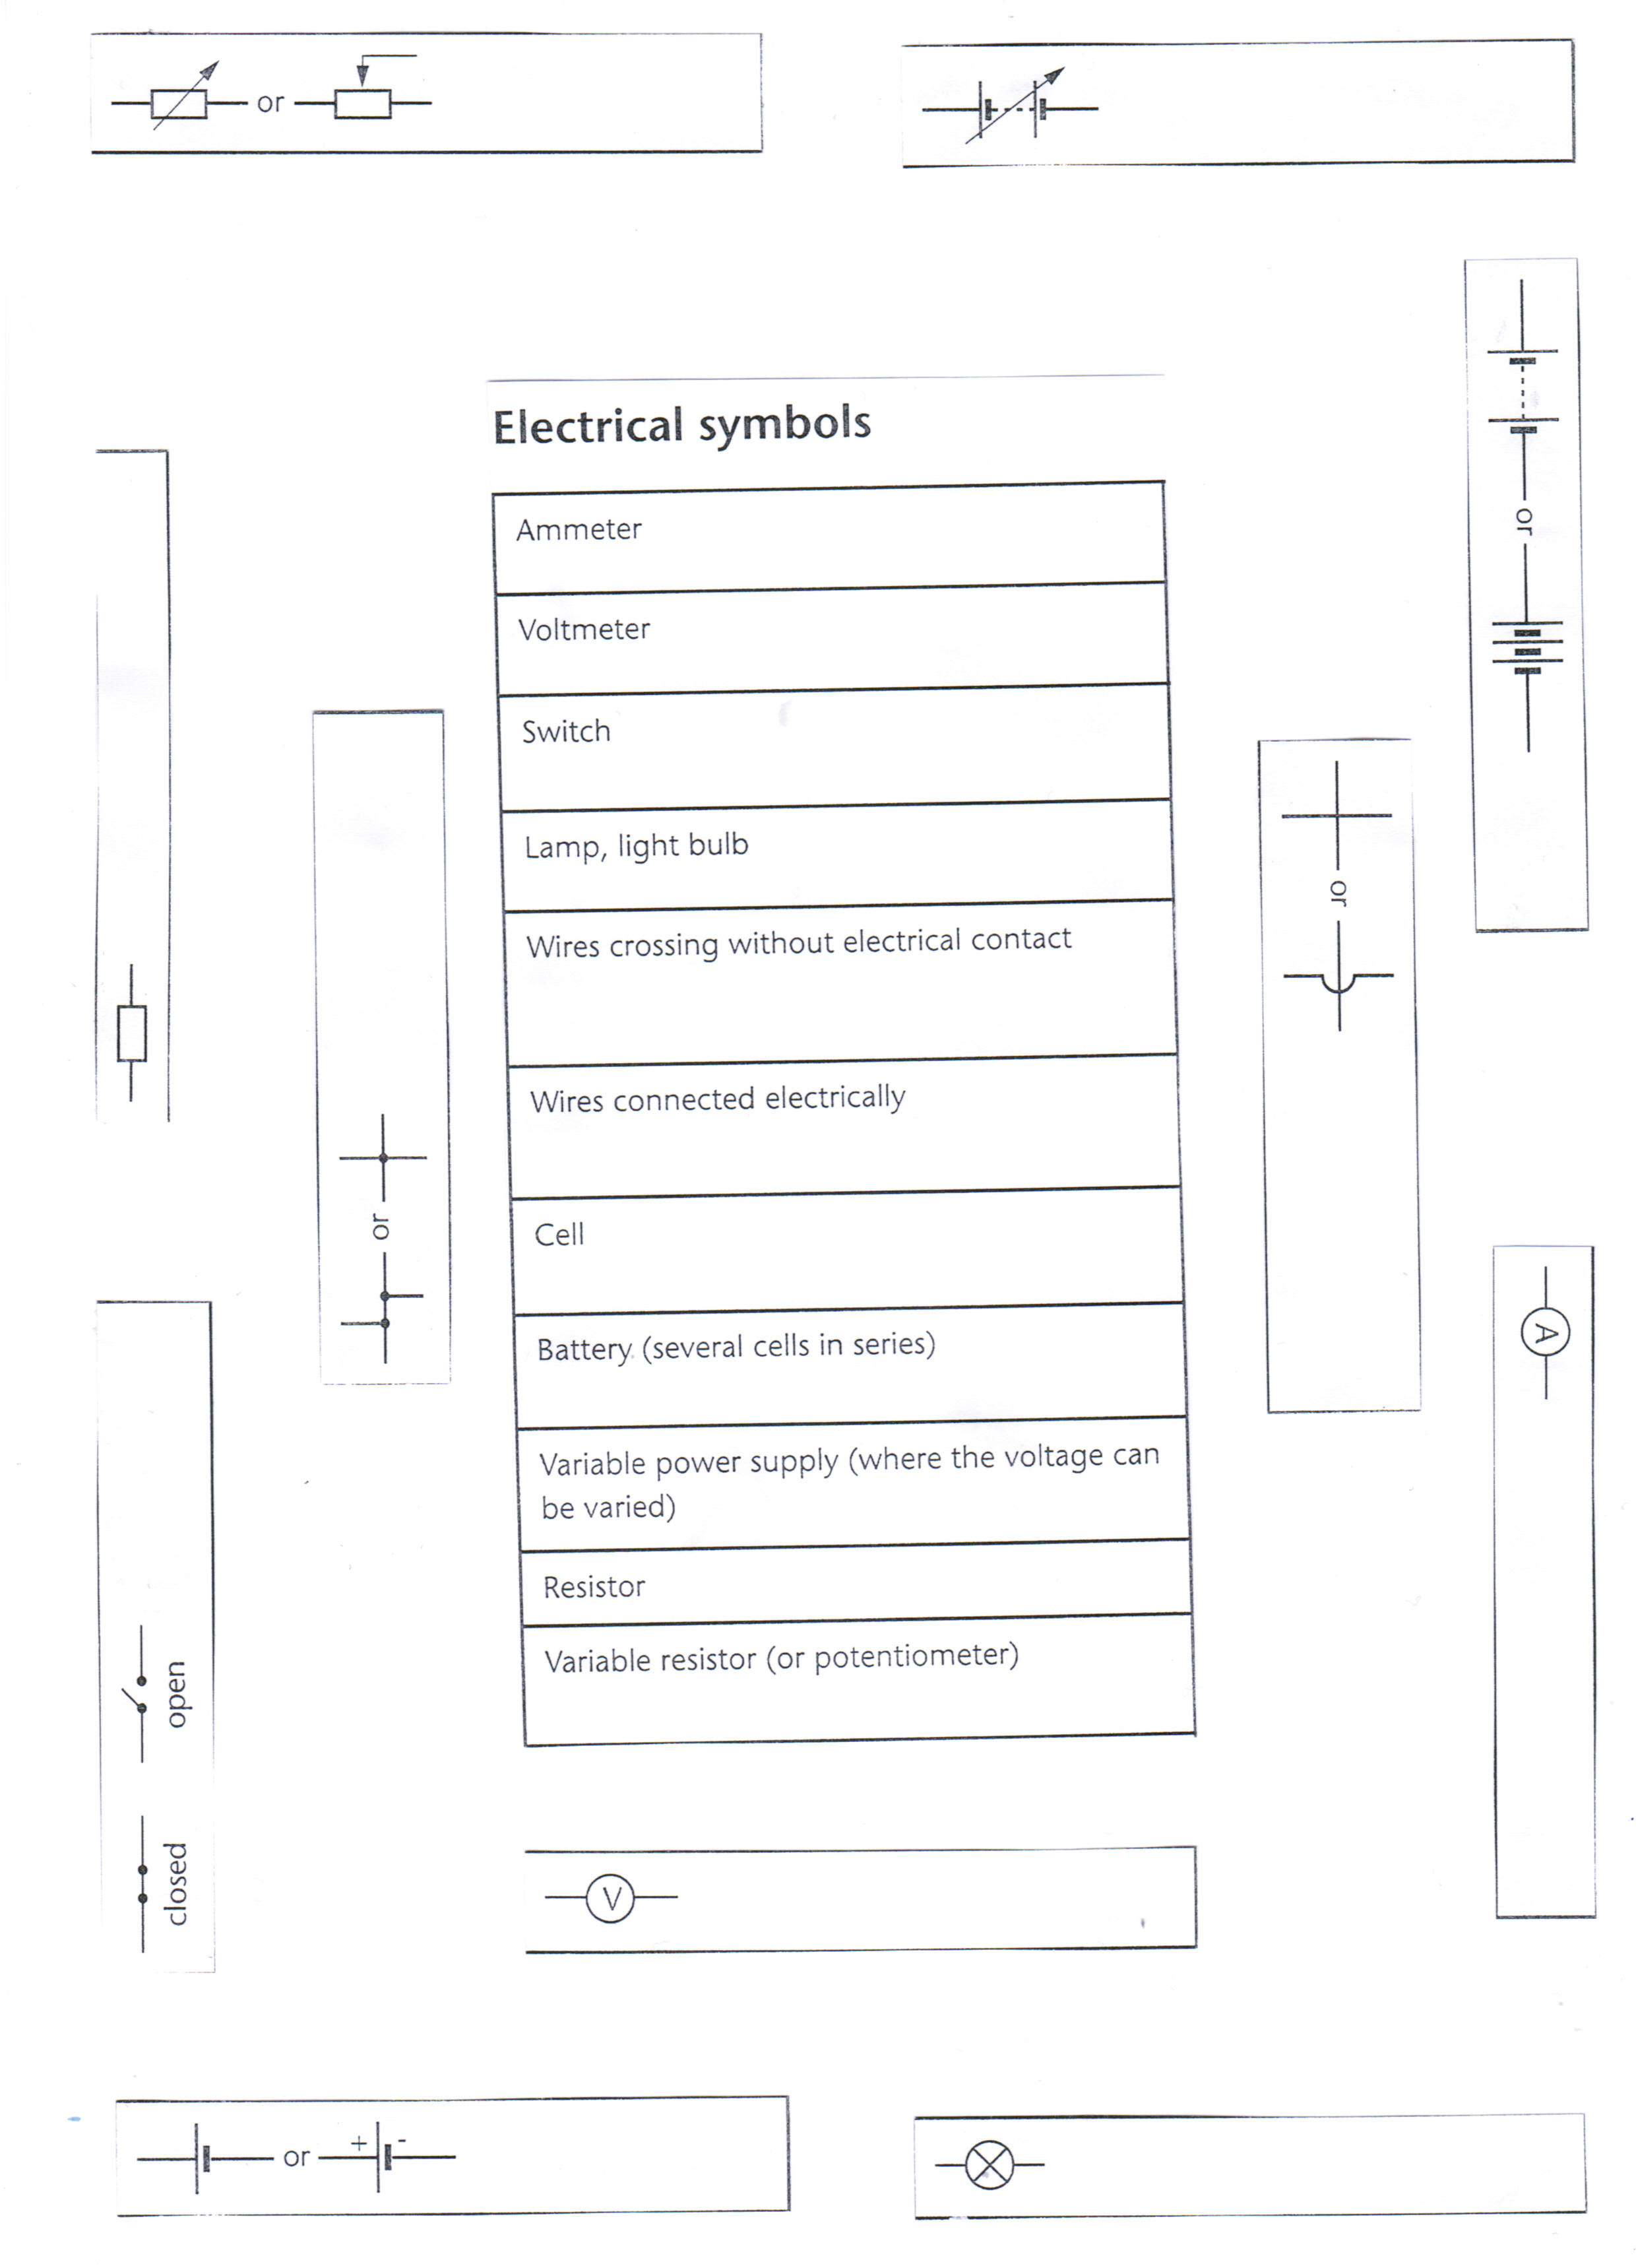 or
or
Electrical symbols
Ammeter
Voltmeter
Switch
Lamp, light bulb
Wires crossing without electrical contact
Wires connected electrically
Cell
Battery (several cells in series)
Variable power supply (where the voltage can
be varied)
Resistor
Variable resistor (or potentiometer)
or
or
A
open
closed
V
or
+ -